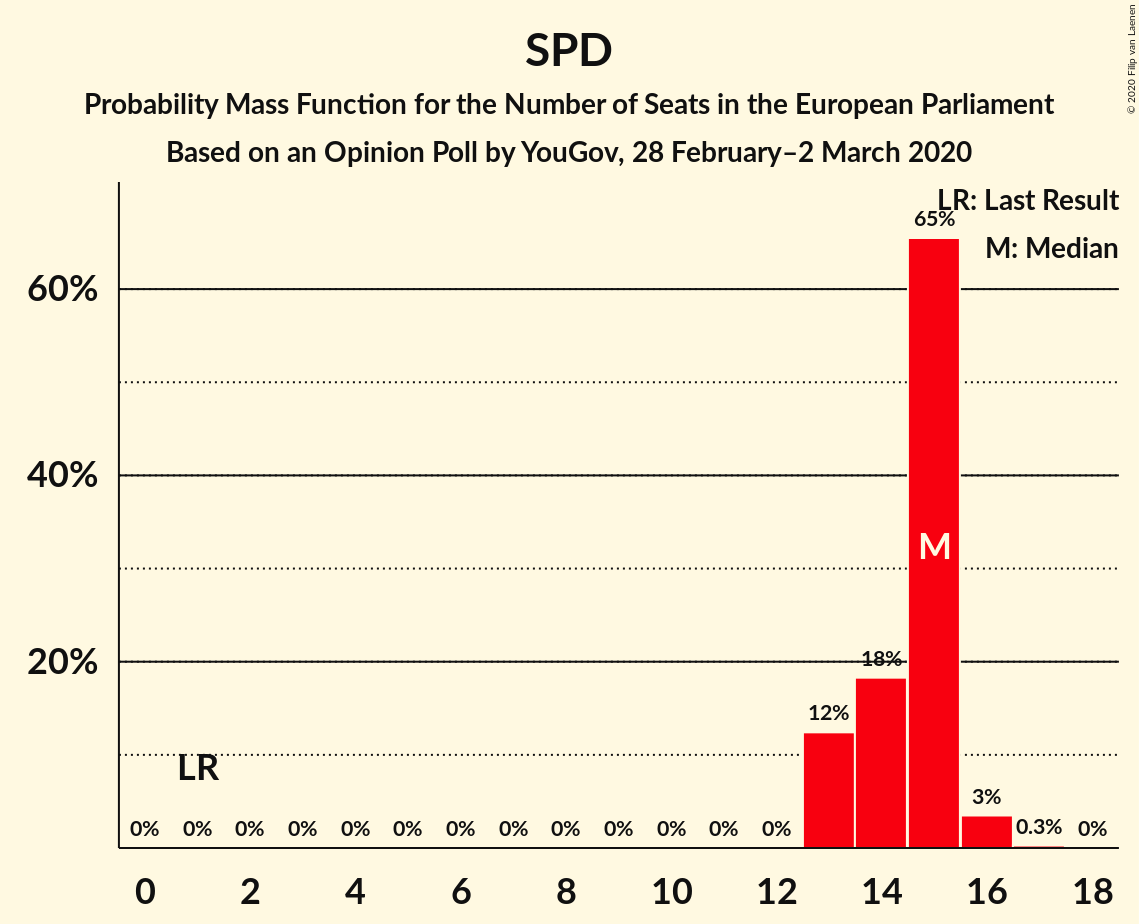 SPD
Probability Mass Function for the Number of Seats in the European Parliament
Based on an Opinion Poll by YouGov, 28 February–2 March 2020
© 2020 Filip van Laenen
LR: Last Result
M: Median
65%
60%
40%
M
20%
18%
12%
LR
3%
0% 0% 0% 0% 0% 0% 0% 0% 0% 0% 0% 0% 0% 0.3% 0%
0 2 4 6 8 10 12 14 16 18